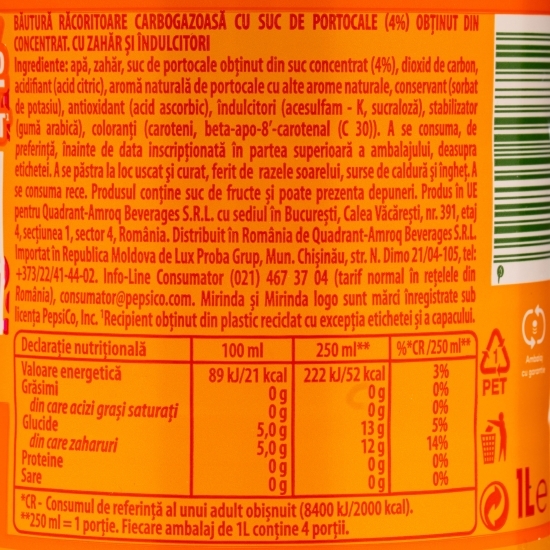 BĂUTURĂ RĂCORITOARE CARBOGAZOASĂ CU SUC DE PORTOCALE (4%) OBȚINUT DIN
CONCENTRAT. CU ZAHĂR ȘI ÎNDULCITORI
Ingrediente: apă, zahăr, suc de portocale obținut din suc concentrat (4%), dioxid de carbon,
acidifiant (acid citric), aromă naturală de portocale cu alte arome naturale, conservant (sorbat
de potasiu), antioxidant (acid ascorbic), îndulcitori (acesulfam - K, sucraloză), stabilizator
(gumă arabică), coloranți (caroteni, beta-apo-8’-carotenal (C 30)). A se consuma, de
preferință, înainte de data inscripționată în partea superioară a ambalajului, deasupra
etichetei. A se păstra la loc uscat și curat, ferit de razele soarelui, surse de caldură și îngheț. A
se consuma rece. Produsul conține suc de fructe și poate prezenta depuneri. Produs în UE
pentru Quadrant-Amroq Beverages S.R.L. cu sediul în București, Calea Văcărești, nr. 391, etaj
4, secțiunea 1, sector 4, România. Distribuit în România de Quadrant-Amroq Beverages S.R.L.
Importat în Republica Moldova de Lux Proba Grup, Mun. Chișinău, str. N. Dimo 21/04-105, tel:
+373/22/41-44-02. Info-Line Consumator (021) 467 37 04 (tarif normal în rețelele din
România), consumator@pepsico.com. Mirinda și Mirinda logo sunt mărci înregistrate sub
licența PepsiCo, Inc. ¹Recipient obținut din plastic reciclat cu excepția etichetei și a capacului.
Declarație nutrițională 100 ml 250 ml** %*CR /250 ml**
Valoare energetică 89 kJ/21 kcal 222 kJ/52 kcal 3%
Grăsimi 0 g 0 g 0%
din care acizi grași saturați 0 g 0 g 0%
Glucide 5,0 g 13 g 5%
din care zaharuri 5,0 g 12 g 14%
Proteine 0 g 0 g 0%
Sare 0 g 0 g 0%
*CR - Consumul de referință al unui adult obișnuit (8400 kJ/2000 kcal).
**250 ml = 1 porție. Fiecare ambalaj de 1L conține 4 porții.
Ambalaj
cu garanție
1
PET
1L e